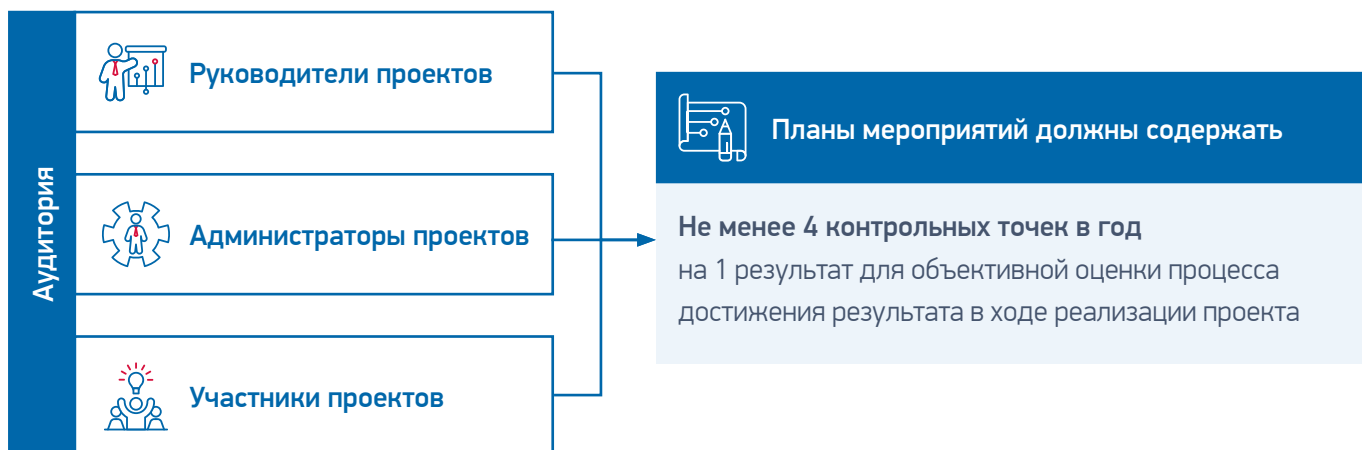 Аудитория
Руководители проектов
Администраторы проектов
Участники проектов
Планы мероприятий должны содержать
Не менее 4 контрольных точек в год
на 1 результат для объективной оценки процесса
достижения результата в ходе реализации проекта